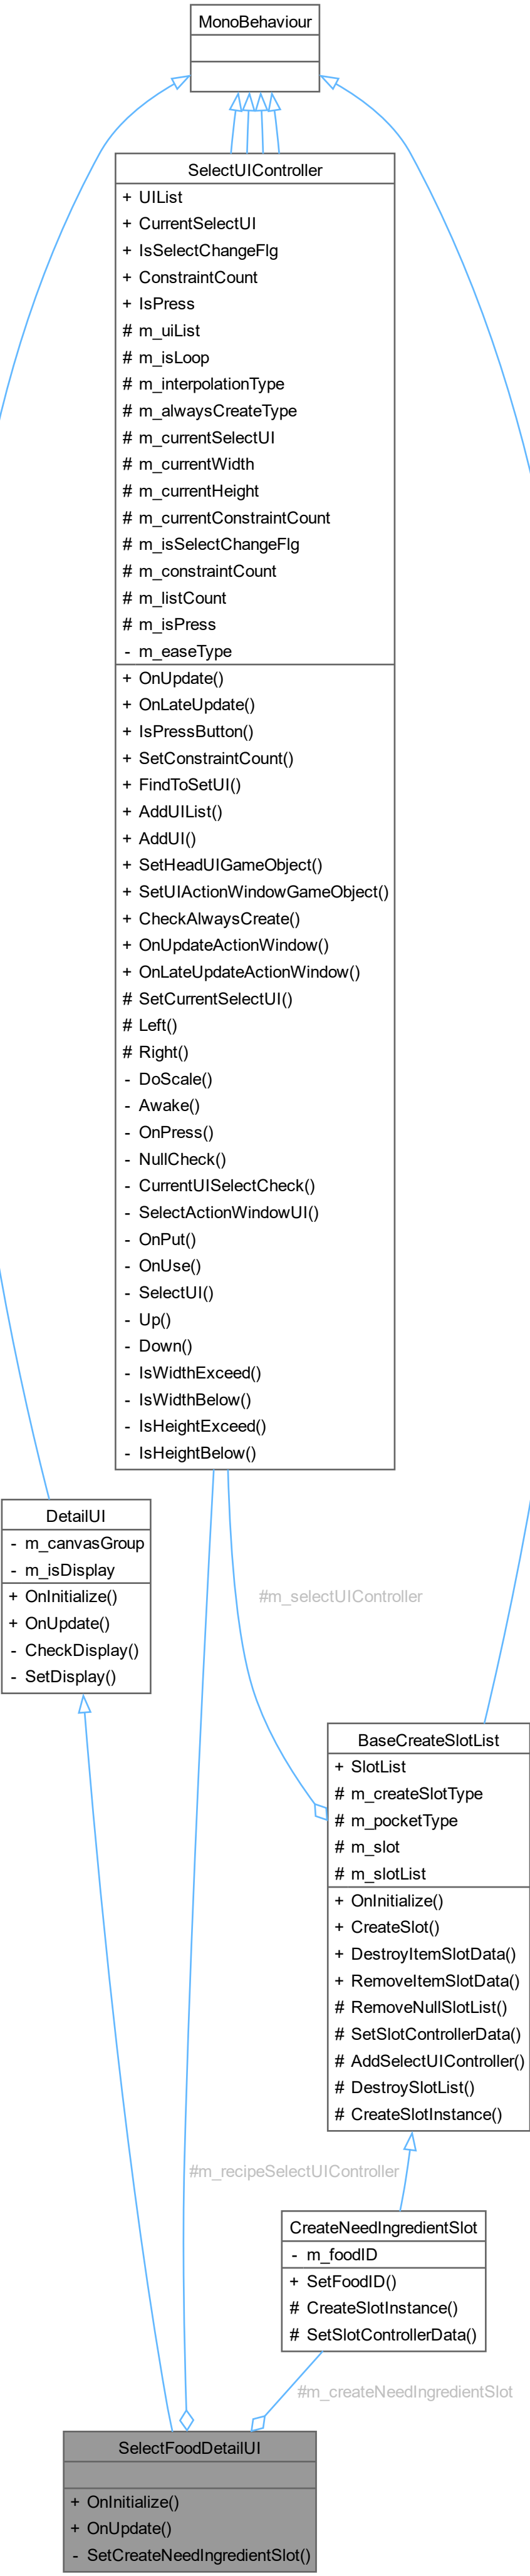 MonoBehaviour
SelectUIController
+ UIList
+ CurrentSelectUI
+ IsSelectChangeFlg
+ ConstraintCount
+ IsPress
# m_uiList
# m_isLoop
# m_interpolationType
# m_alwaysCreateType
# m_currentSelectUI
# m_currentWidth
# m_currentHeight
# m_currentConstraintCount
# m_isSelectChangeFlg
# m_constraintCount
# m_listCount
# m_isPress
- m_easeType
+ OnUpdate()
+ OnLateUpdate()
+ IsPressButton()
+ SetConstraintCount()
+ FindToSetUI()
+ AddUIList()
+ AddUI()
+ SetHeadUIGameObject()
+ SetUIActionWindowGameObject()
+ CheckAlwaysCreate()
+ OnUpdateActionWindow()
+ OnLateUpdateActionWindow()
# SetCurrentSelectUI()
# Left()
# Right()
- DoScale()
- Awake()
- OnPress()
- NullCheck()
- CurrentUISelectCheck()
- SelectActionWindowUI()
- OnPut()
- OnUse()
- SelectUI()
- Up()
- Down()
- IsWidthExceed()
- IsWidthBelow()
- IsHeightExceed()
- IsHeightBelow()
DetailUI
- m_canvasGroup
- m_isDisplay
+ OnInitialize()
+ OnUpdate()
- CheckDisplay()
- SetDisplay()
#m_selectUIController
BaseCreateSlotList
+ SlotList
# m_createSlotType
# m_pocketType
# m_slot
# m_slotList
+ OnInitialize()
+ CreateSlot()
+ DestroyItemSlotData()
+ RemoveItemSlotData()
# RemoveNullSlotList()
# SetSlotControllerData()
# AddSelectUIController()
# DestroySlotList()
# CreateSlotInstance()
#m_recipeSelectUIController
CreateNeedIngredientSlot
- m_foodID
+ SetFoodID()
# CreateSlotInstance()
# SetSlotControllerData()
#m_createNeedIngredientSlot
SelectFoodDetailUI
+ OnInitialize()
+ OnUpdate()
- SetCreateNeedIngredientSlot()